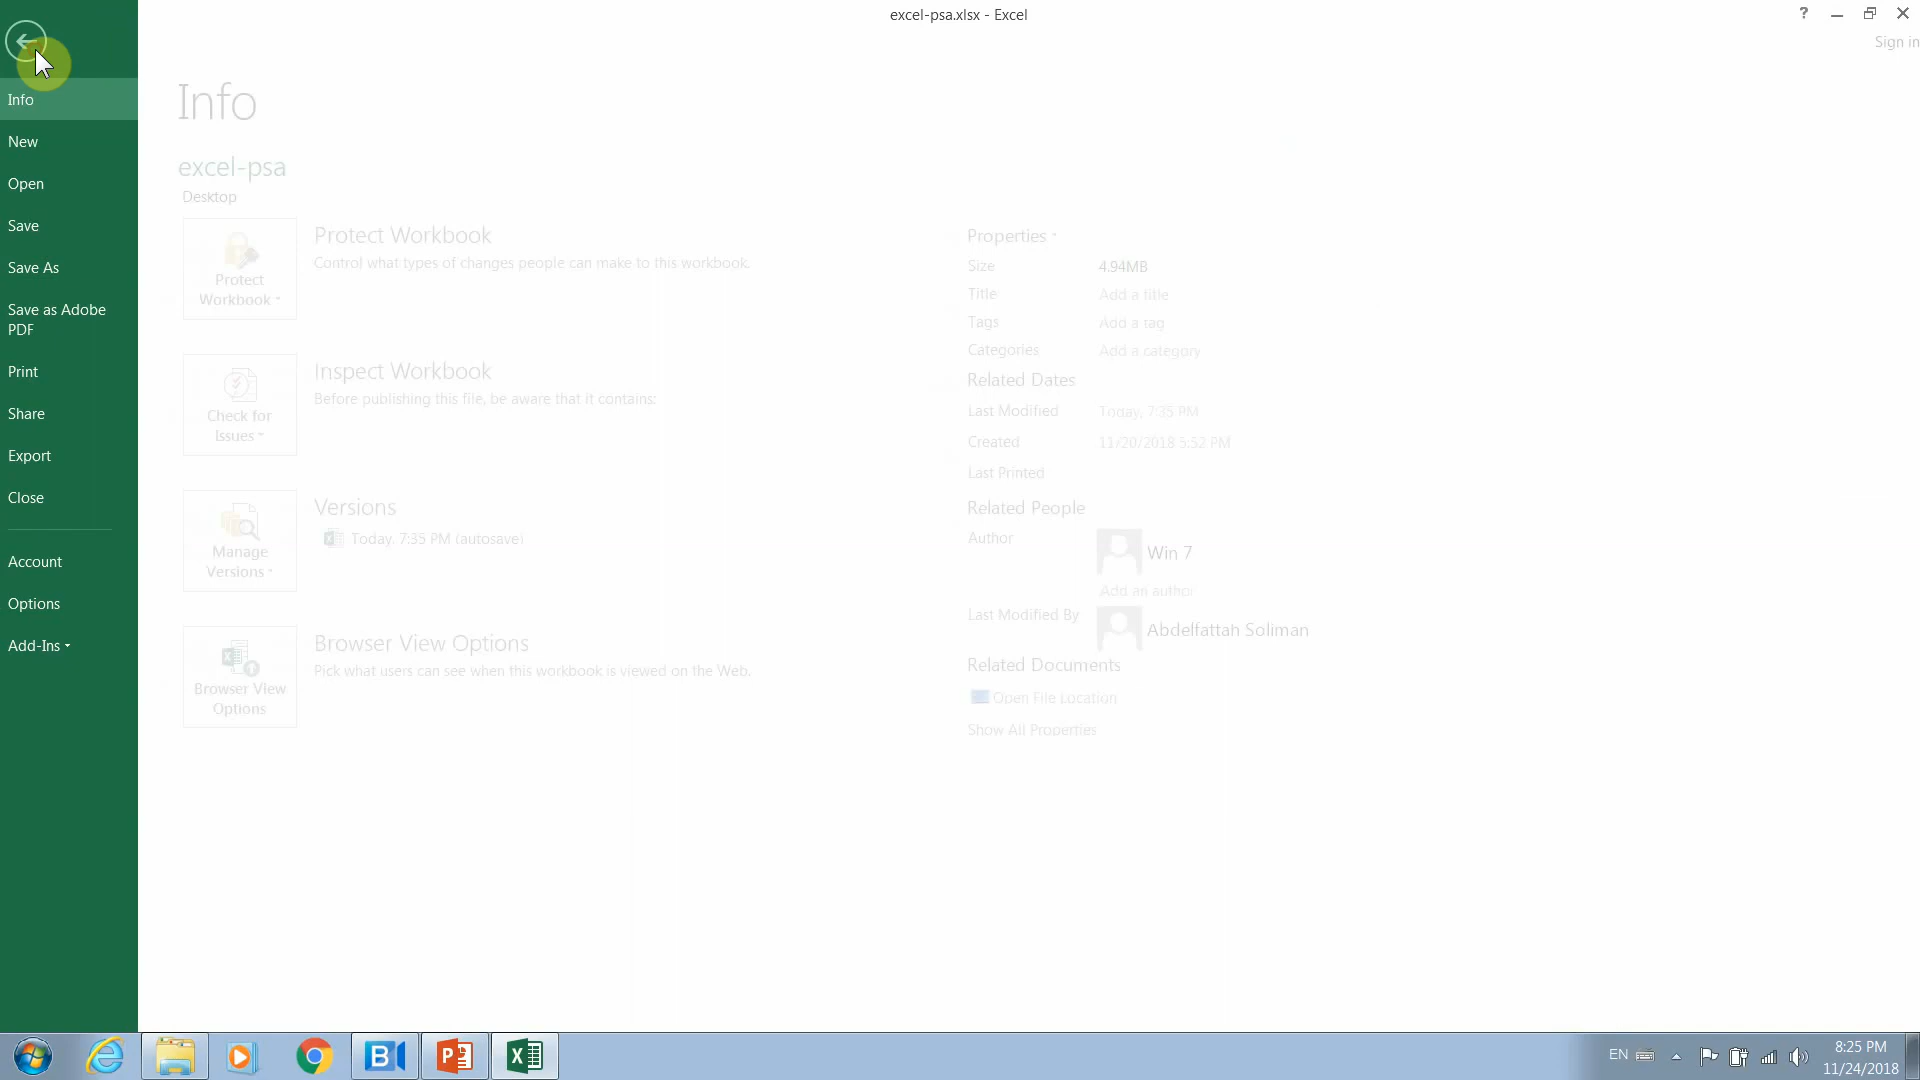 excel-psa.xlsx - Excel
?
Sign in
Info
New
Open
Save
Save As
Save as Adobe
PDF
Print
Share
Export
Close
Account
Options
Add-Ins
Info
excel-psa
Desktop
Protect
Workbook
Protect Workbook
Control what types of changes people can make to this workbook.
Check for
Issues
Inspect Workbook
Before publishing this file, be aware that it contains:
Manage
Versions
Versions
Today, 7:35 PM (autosave)
Browser View
Options
Browser View Options
Pick what users can see when this workbook is viewed on the Web.
Properties
Size 4.94MB
Title Add a title
Tags Add a tag
Categories Add a category
Related Dates
Last Modified Today, 7:35 PM
Created 11/20/2018 5:52 PM
Last Printed
Related People
Author Win 7
Add an author
Last Modified By Abdelfattah Soliman
Related Documents
Open File Location
Show All Properties
EN
8:25 PM
11/24/2018